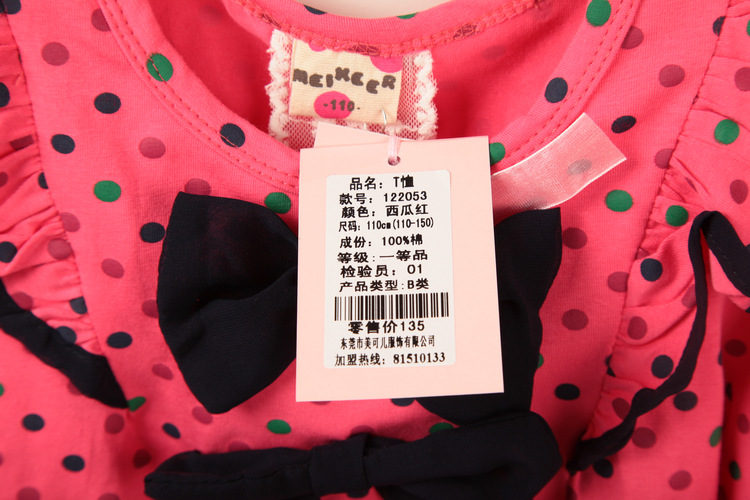 MEIKEER
-110-
品名: T恤
款号: 122053
颜色: 西瓜红
尺码: 110cm(110-150)
成份: 100%棉
等级: 一等品
检验员: 01
产品类型: B类
零售价135
东莞市美可儿服饰有限公司
加盟热线: 81510133